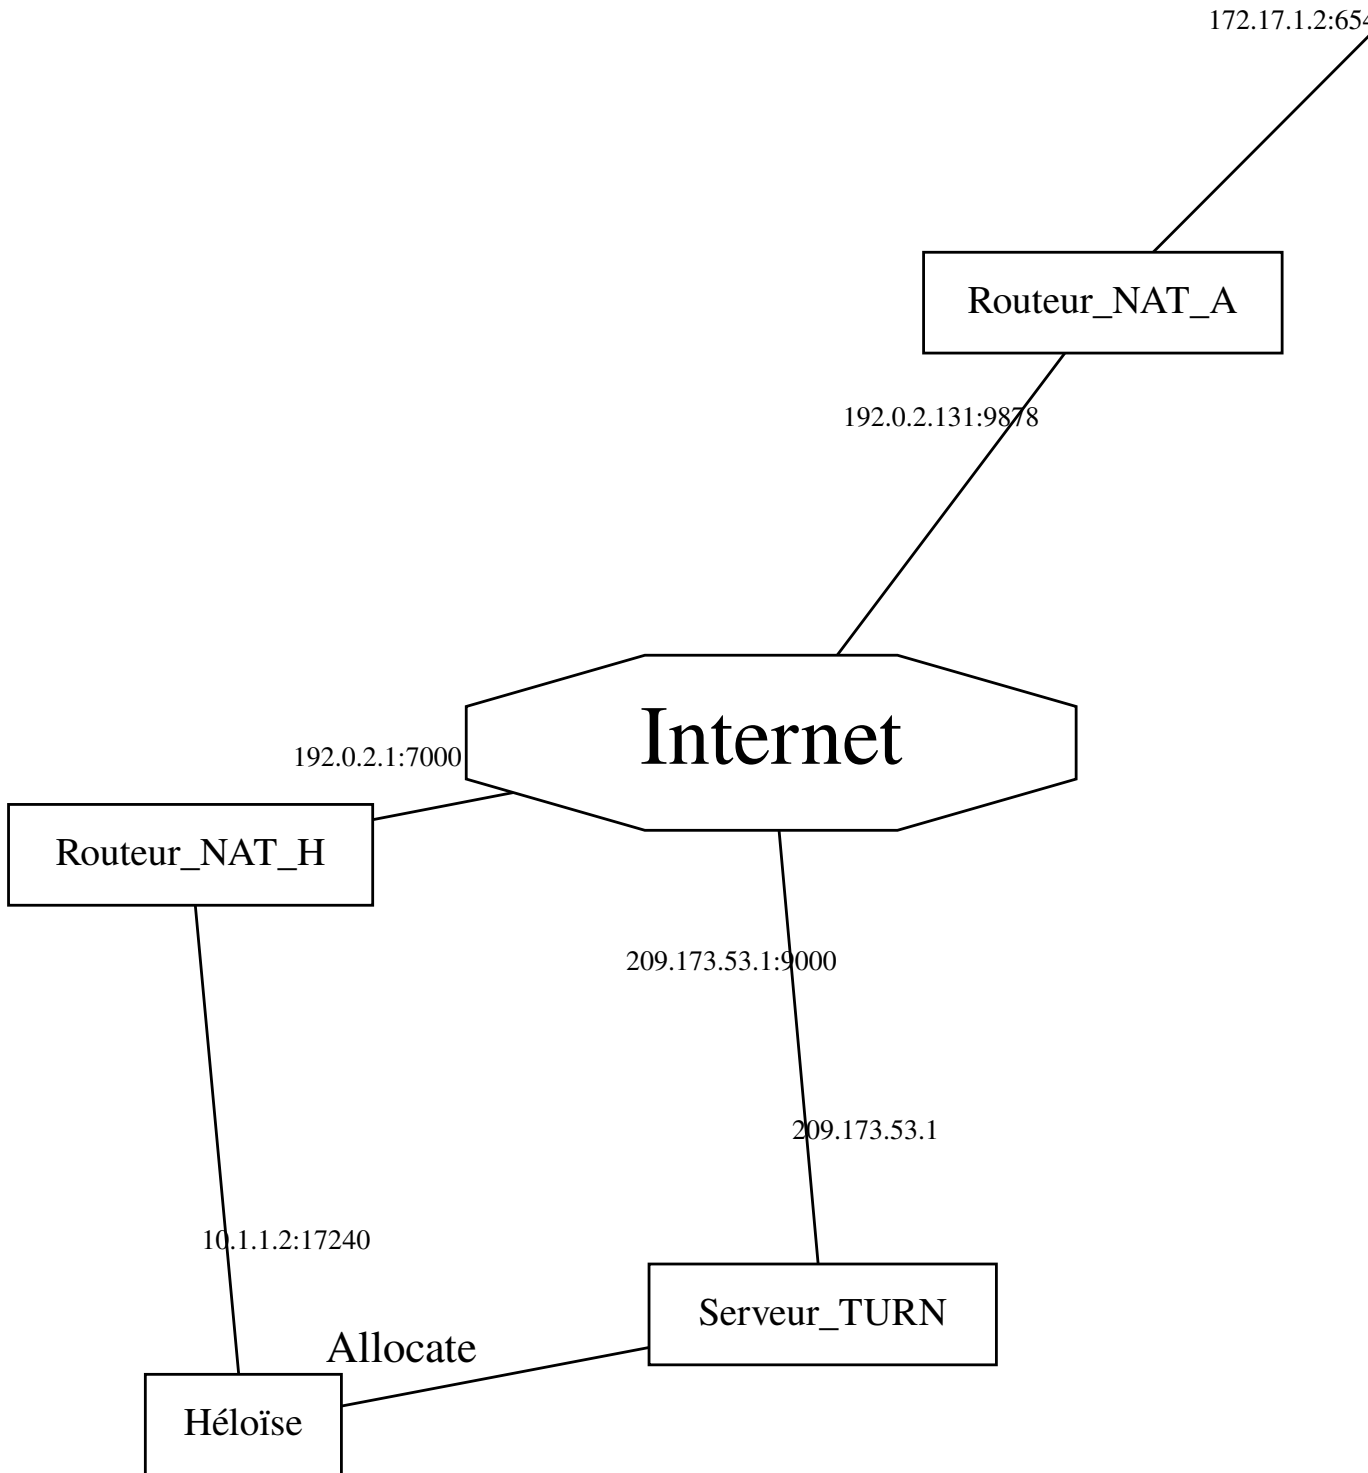 172.17.1.2:654
Routeur_NAT_A
192.0.2.131:9878
Internet
192.0.2.1:7000
Routeur_NAT_H
209.173.53.1:9000
209.173.53.1
10.1.1.2:17240
Serveur_TURN
Allocate
Héloïse